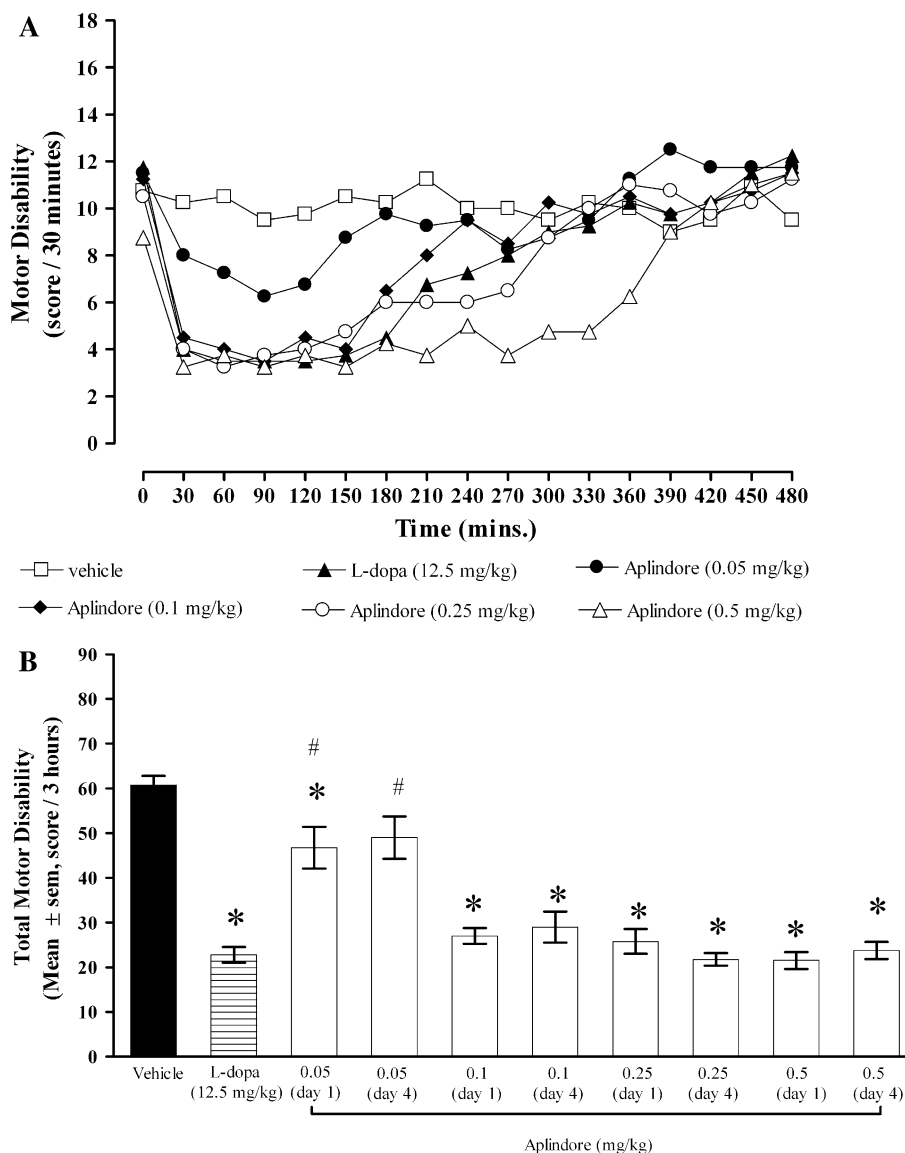 A
18
16
14
12
10
8
6
4
2
0
Motor Disability
(score / 30 minutes)
0 30 60 90 120 150 180 210 240 270 300 330 360 390 420 450 480
Time (mins.)
vehicle L-dopa (12.5 mg/kg) Aplindore (0.05 mg/kg)
Aplindore (0.1 mg/kg) Aplindore (0.25 mg/kg) Aplindore (0.5 mg/kg)
B
90
80
70
60
50
40
30
20
10
0
Total Motor Disability
(Mean ± sem, score / 3 hours)
#
*
#
*
*
*
*
*
*
*
Vehicle L-dopa 0.05 0.05 0.1 0.1 0.25 0.25 0.5 0.5
(12.5 mg/kg) (day 1) (day 4) (day 1) (day 4) (day 1) (day 4) (day 1) (day 4)
Aplindore (mg/kg)